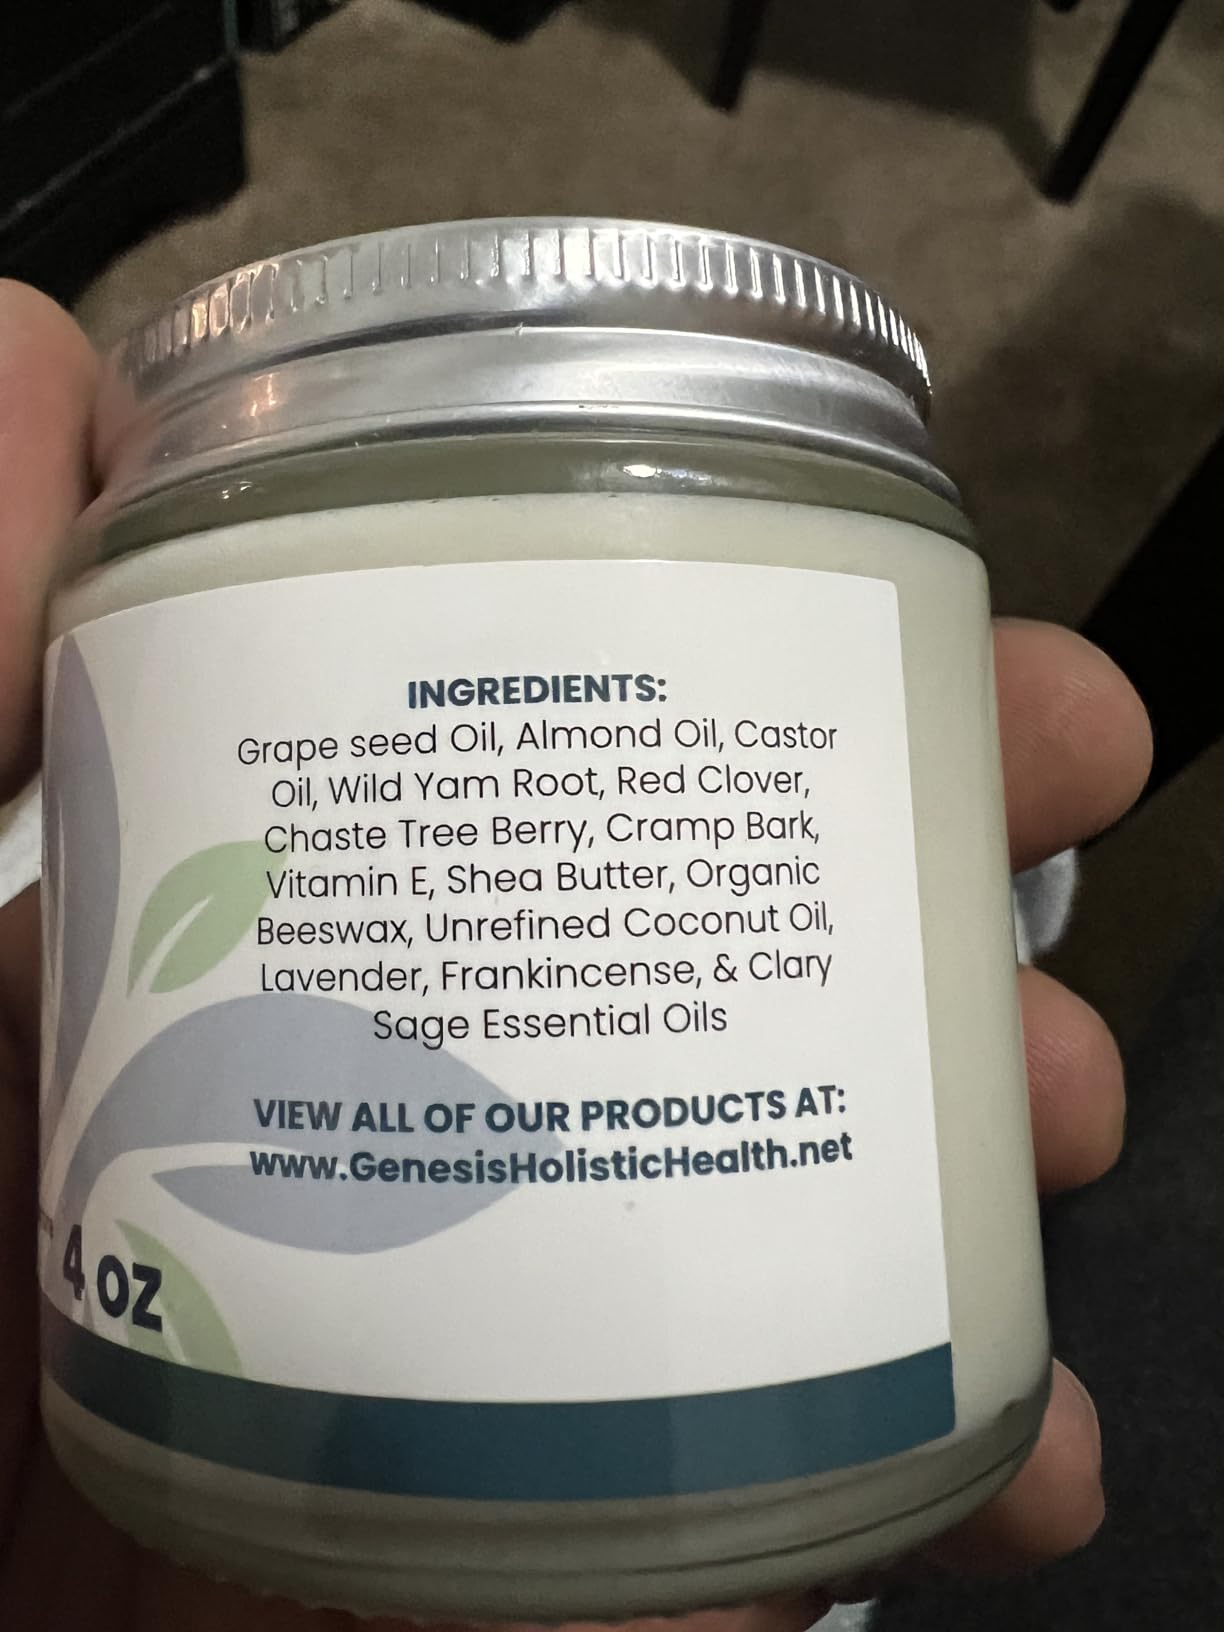 INGREDIENTS:
Grape seed Oil, Almond Oil, Castor
Oil, Wild Yam Root, Red Clover,
Chaste Tree Berry, Cramp Bark,
Vitamin E, Shea Butter, Organic
Beeswax, Unrefined Coconut Oil,
Lavender, Frankincense, & Clary
Sage Essential Oils
VIEW ALL OF OUR PRODUCTS AT:
www.GenesisHolisticHealth.net
4 OZ